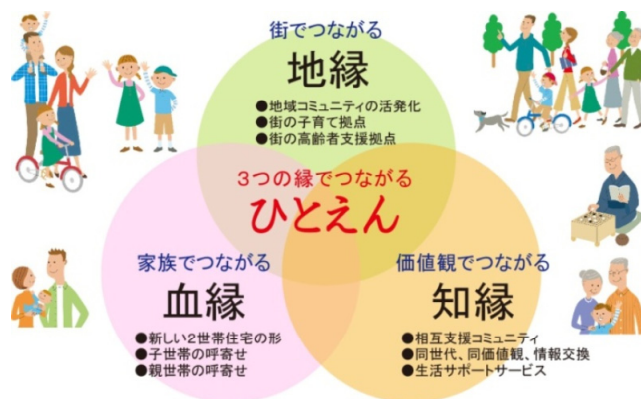 街でつながる
地縁
●地域コミュニティの活発化
●街の子育て拠点
●街の高齢者支援拠点
3つの縁でつながる
ひとえん
家族でつながる
血縁
●新しい2世帯住宅の形
●子世帯の呼寄せ
●親世帯の呼寄せ
価値観でつながる
知縁
●相互支援コミュニティ
●同世代、同価値観、情報交換
●生活サポートサービス